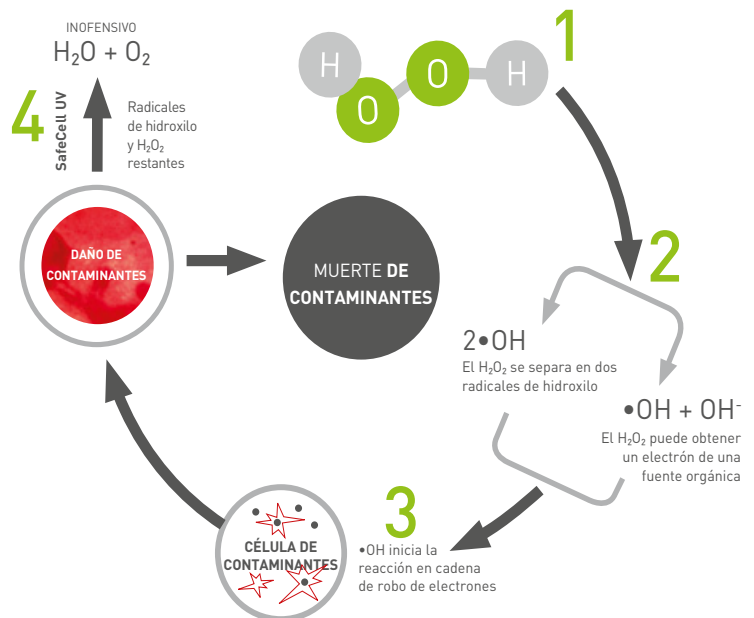 1
H
O
O
H
2
2•OH
El H₂O₂ se separa en dos
radicales de hidroxilo
•OH + OH⁻
El H₂O₂ puede obtener
un electrón de una
fuente orgánica
3
•OH inicia la
reacción en cadena
de robo de electrones
CÉLULA DE
CONTAMINANTES
DAÑO DE
CONTAMINANTES
MUERTE DE
CONTAMINANTES
4
SafeCell UV
Radicales
de hidroxilo
y H₂O₂
restantes
INOFENSIVO
H₂O + O₂